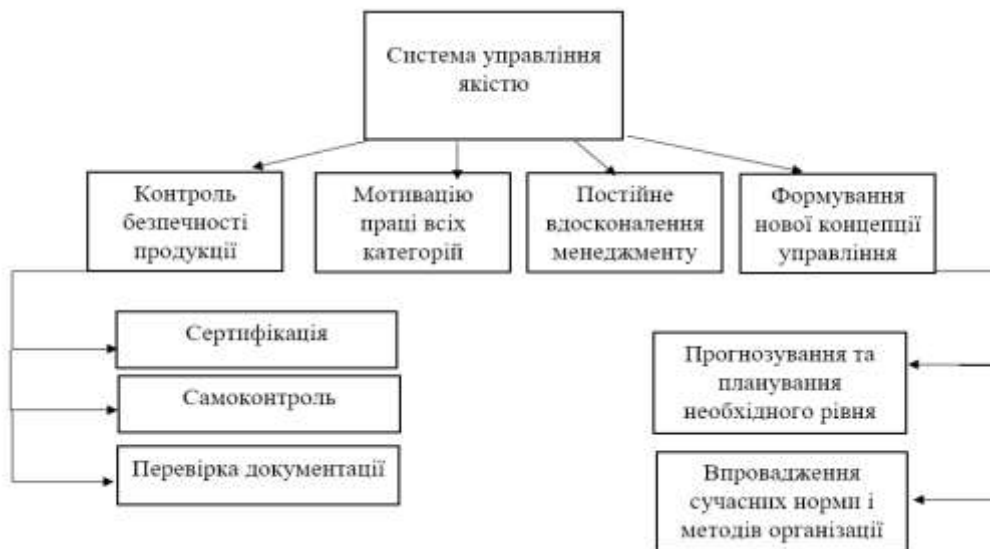 Система управління
якістю
Контроль
безпечності
продукції
Мотивацію
праці всіх
категорій
Постійне
вдосконалення
менеджменту
Формування
нової концепції
управління
Сертифікація
Самоконтроль
Перевірка документації
Прогнозування та
планування
необхідного рівня
Впровадження
сучасних норми і
методів організації